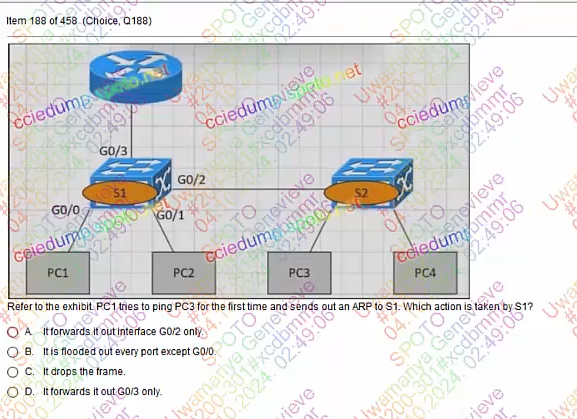 Item 188 of 458 (Choice, Q188)
G0/3
S1
G0/2
S2
G0/0
G0/1
PC1
PC2
PC3
PC4
Refer to the exhibit. PC1 tries to ping PC3 for the first time and sends out an ARP to S1. Which action is taken by S1?
A. It forwards it out interface G0/2 only.
B. It is flooded out every port except G0/0.
C. It drops the frame.
D. It forwards it out G0/3 only.